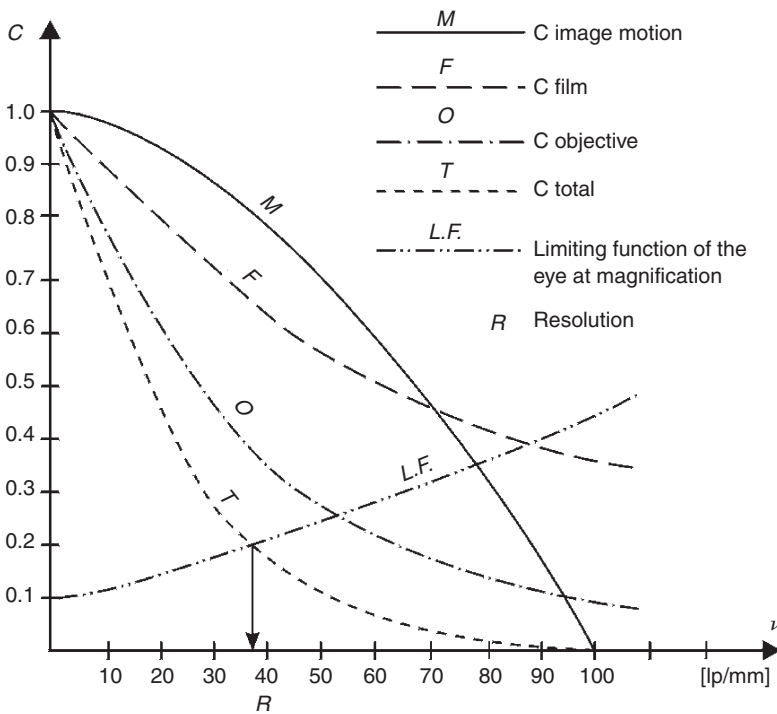 C
M
C image motion
F
C film
O
C objective
T
C total
L.F.
Limiting function of the
eye at magnification
R Resolution
1.0
0.9
0.8
0.7
0.6
0.5
0.4
0.3
0.2
0.1
M
F
O
T
L.F.
ν
10 20 30 40 50 60 70 80 90 100 [lp/mm]
R